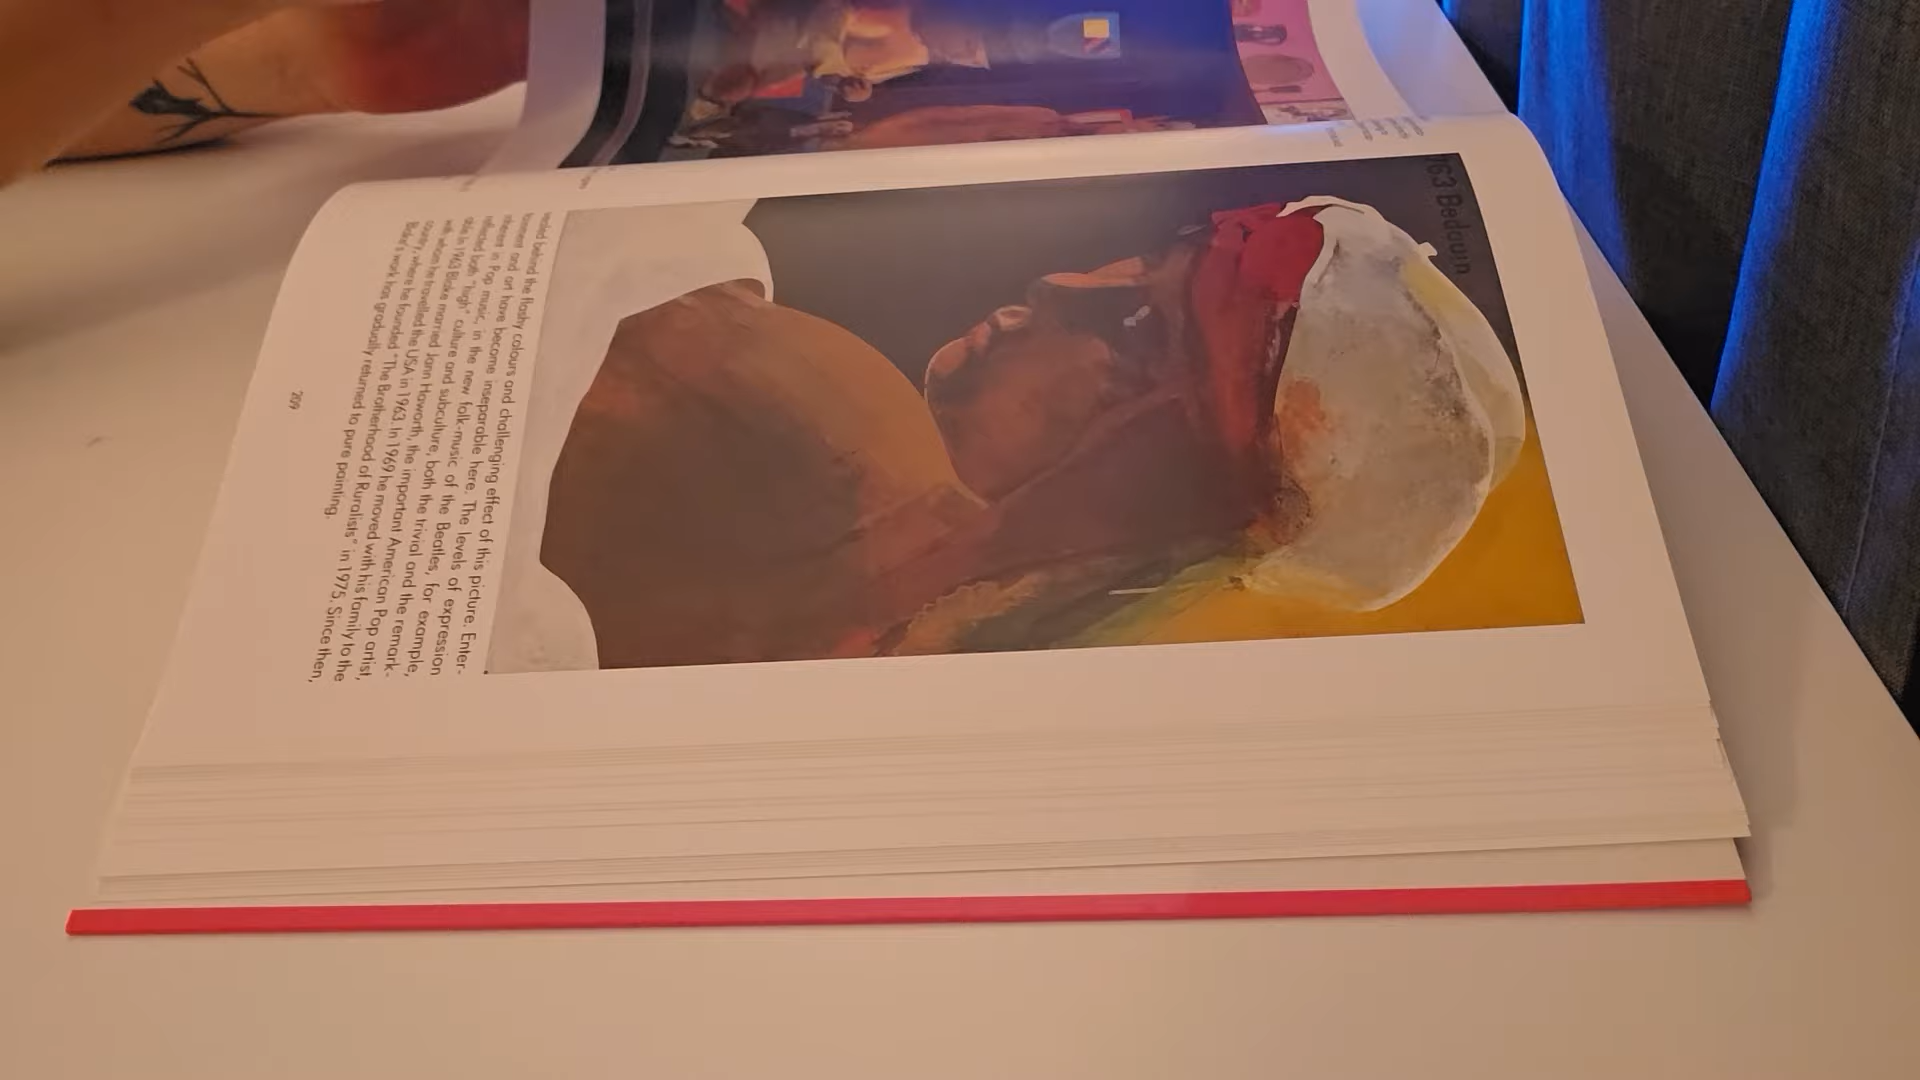 '63 Bedouin
veiled behind the flashy colours and challenging effect of this picture. Enter-
tainment and art have become inseparable here. The levels of expression
inherent in Pop music, in the new folk-music of the Beatles, for example,
reflected both "high" culture and subculture, both the trivial and the remark-
able. In 1963 Blake married Jann Haworth, the important American Pop artist,
with whom he travelled the USA in 1963. In 1969 he moved with his family to the
country, where he founded "The Brotherhood of Ruralists" in 1975. Since then,
Blake's work has gradually returned to pure painting.
209